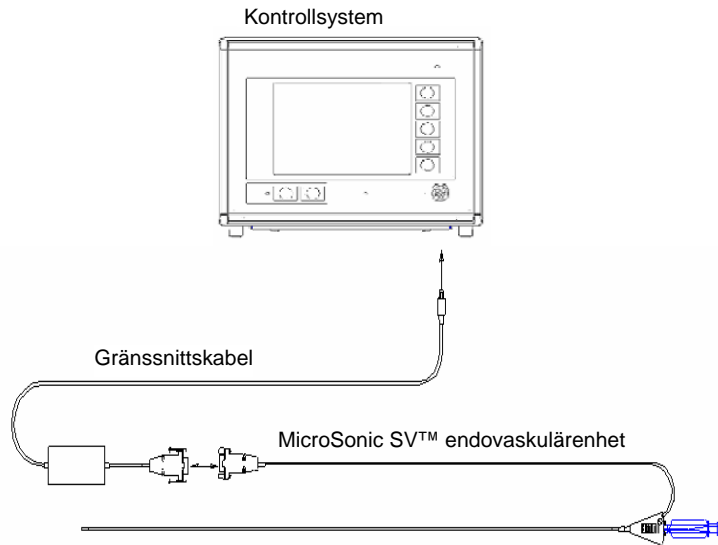 Kontrollsystem
Gränssnittskabel
MicroSonic SV™ endovaskulärenhet